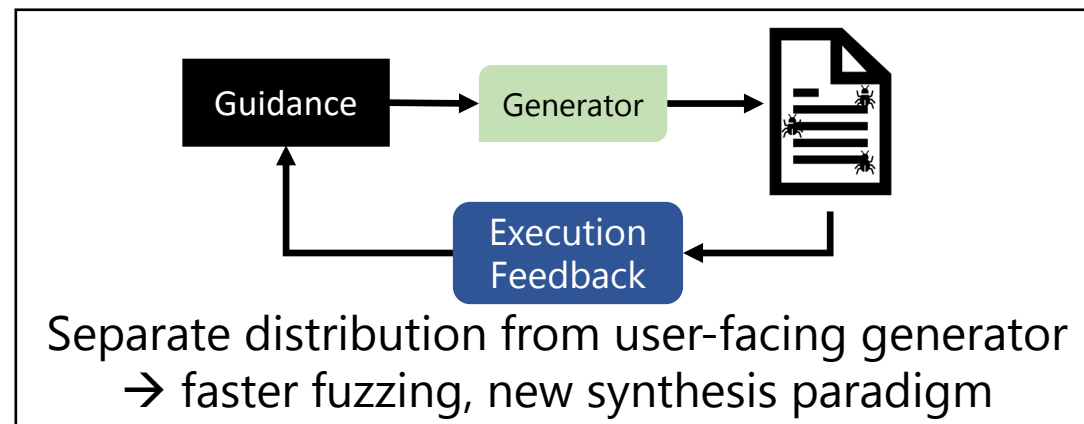 Guidance
Generator
Execution
Feedback
Separate distribution from user-facing generator
→ faster fuzzing, new synthesis paradigm